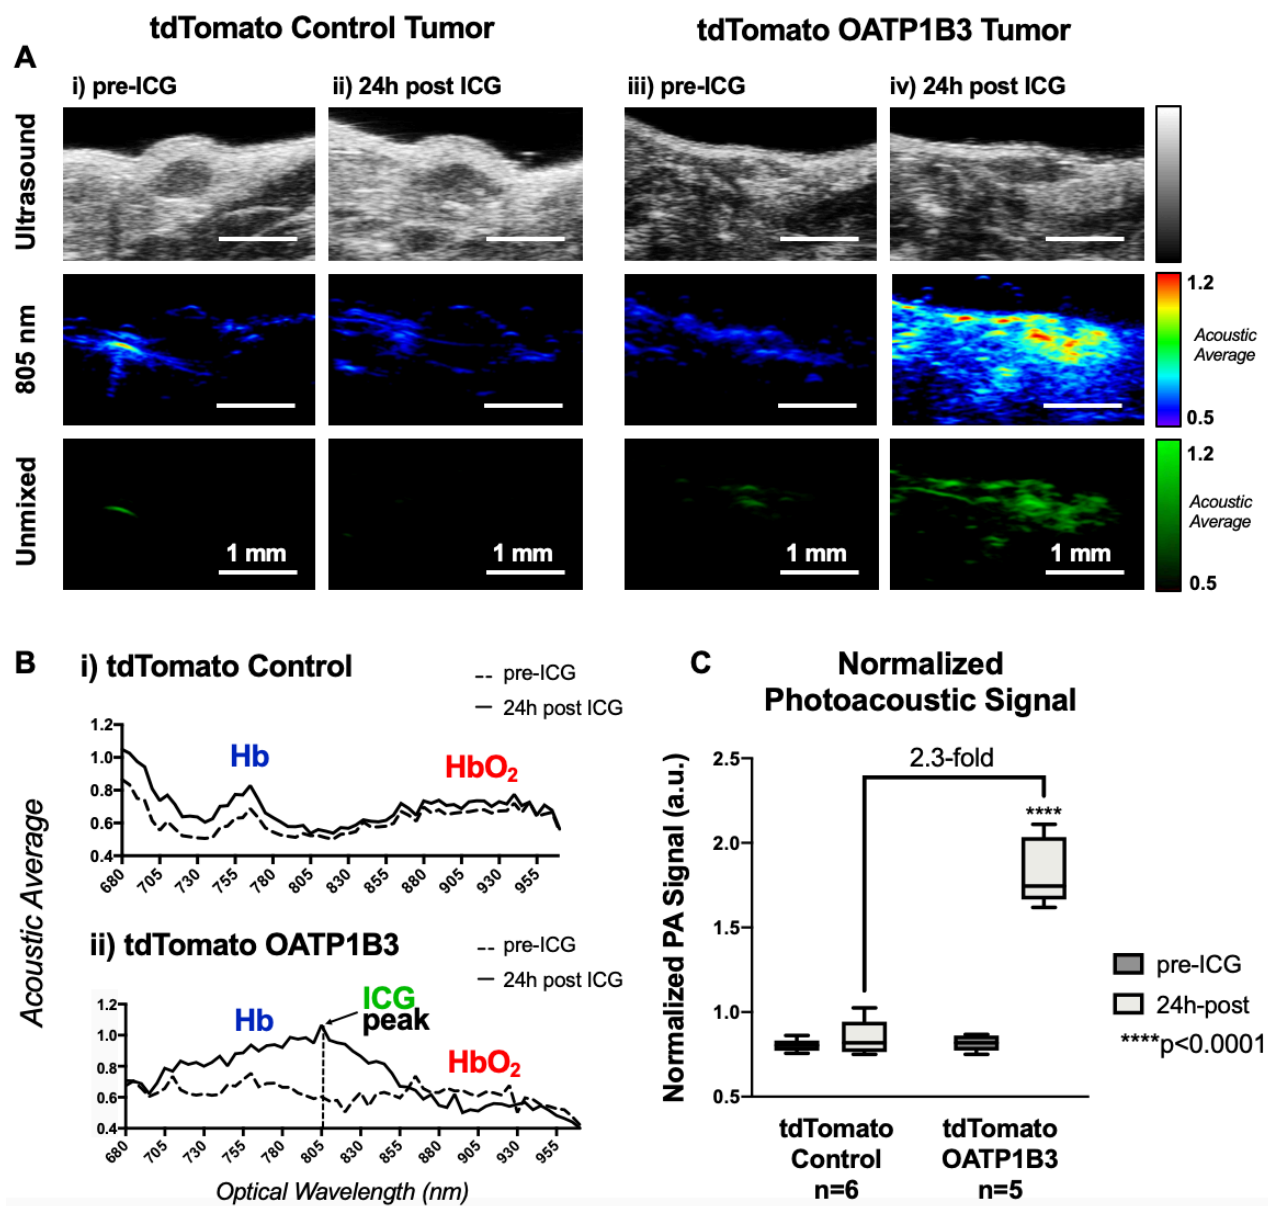 tdTomato Control Tumor
tdTomato OATP1B3 Tumor
A
i) pre-ICG
ii) 24h post ICG
iii) pre-ICG
iv) 24h post ICG
Ultrasound
805 nm
1.2
Acoustic
Average
0.5
Unmixed
1 mm
1 mm
1 mm
1 mm
1.2
Acoustic
Average
0.5
B
i) tdTomato Control
-- pre-ICG
— 24h post ICG
Hb
HbO₂
1.2
1.0
0.8
0.6
0.4
680 705 730 755 780 805 830 855 880 905 930 955
Acoustic Average
ii) tdTomato OATP1B3
-- pre-ICG
— 24h post ICG
ICG
peak
Hb
HbO₂
1.2
1.0
0.8
0.6
0.4
680 705 730 755 780 805 830 855 880 905 930 955
Optical Wavelength (nm)
C
Normalized
Photoacoustic Signal
Normalized PA Signal (a.u.)
2.5
2.0
1.5
1.0
0.5
2.3-fold
****
pre-ICG
24h-post
****p<0.0001
tdTomato
Control
n=6
tdTomato
OATP1B3
n=5